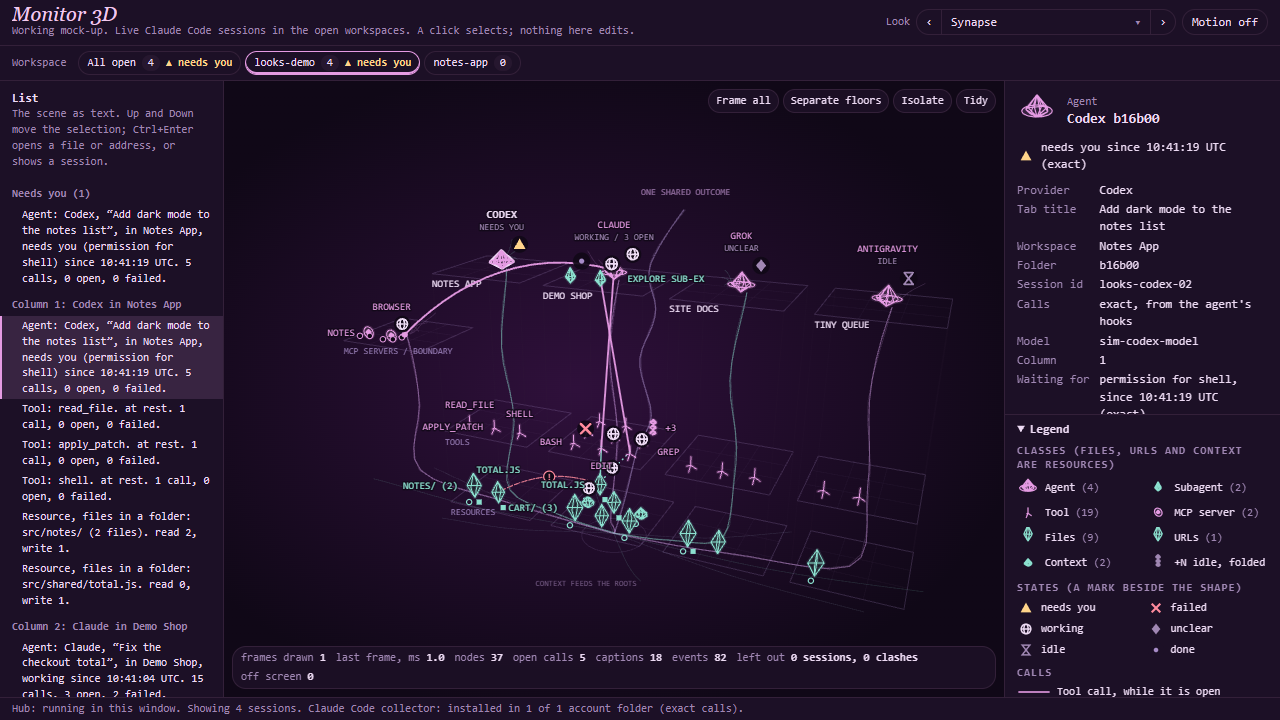 Monitor 3D
Working mock-up. Live Claude Code sessions in the open workspaces. A click selects; nothing here edits.
Look ‹ Synapse › Motion off
Workspace All open 4 ▲ needs you looks-demo 4 ▲ needs you notes-app 0
List
The scene as text. Up and Down
move the selection; Ctrl+Enter
opens a file or address, or
shows a session.
Needs you (1)
Agent: Codex, “Add dark mode to
the notes list”, in Notes App,
needs you (permission for
shell) since 10:41:19 UTC. 5
calls, 0 open, 0 failed.
Column 1: Codex in Notes App
Agent: Codex, “Add dark mode to
the notes list”, in Notes App,
needs you (permission for
shell) since 10:41:19 UTC. 5
calls, 0 open, 0 failed.
Tool: read_file. at rest. 1
call, 0 open, 0 failed.
Tool: apply_patch. at rest. 1
call, 0 open, 0 failed.
Tool: shell. at rest. 1 call, 0
open, 0 failed.
Resource, files in a folder:
src/notes/ (2 files). read 2,
write 1.
Resource, files in a folder:
src/shared/total.js. read 0,
write 1.
Column 2: Claude in Demo Shop
Agent: Claude, “Fix the
checkout total”, in Demo Shop,
working since 10:41:04 UTC. 15
calls, 3 open, 2 failed.
Frame all Separate floors Isolate Tidy
ONE SHARED OUTCOME
CODEX
NEEDS YOU
CLAUDE
WORKING / 3 OPEN
GROK
UNCLEAR
ANTIGRAVITY
IDLE
NOTES APP
DEMO SHOP
EXPLORE SUB-EX
SITE DOCS
TINY QUEUE
BROWSER
NOTES
MCP SERVERS / BOUNDARY
READ_FILE
SHELL
APPLY_PATCH
TOOLS
BASH
+3
GREP
EDIT
TOTAL.JS
NOTES/ (2)
TOTAL.JS
CART/ (3)
RESOURCES
CONTEXT FEEDS THE ROOTS
frames drawn 1 last frame, ms 1.0 nodes 37 open calls 5 captions 18 events 82 left out 0 sessions, 0 clashes
off screen 0
Agent
Codex b16b00
needs you since 10:41:19 UTC
(exact)
Provider Codex
Tab title Add dark mode to the
notes list
Workspace Notes App
Folder b16b00
Session id looks-codex-02
Calls exact, from the agent's
hooks
Model sim-codex-model
Column 1
Waiting for permission for shell,
since 10:41:19 UTC
(exact)
▼ Legend
CLASSES (FILES, URLS AND CONTEXT
ARE RESOURCES)
Agent (4) Subagent (2)
Tool (19) MCP server (2)
Files (9) URLs (1)
Context (2) +N idle, folded
STATES (A MARK BESIDE THE SHAPE)
needs you failed
working unclear
idle done
CALLS
Tool call, while it is open
Hub: running in this window. Showing 4 sessions. Claude Code collector: installed in 1 of 1 account folder (exact calls).